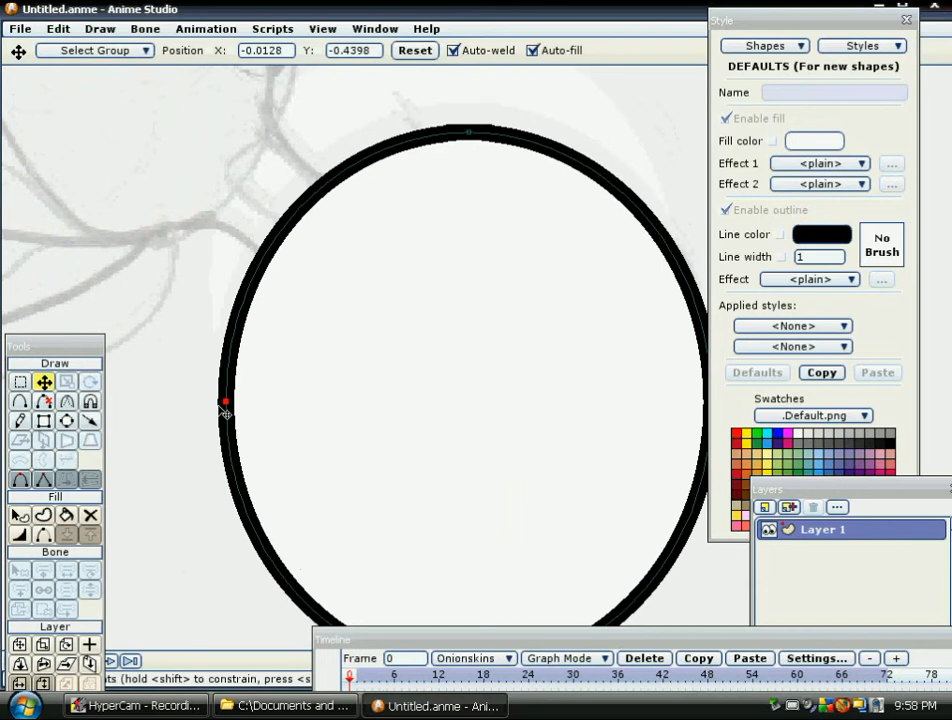 Untitled.anme - Anime Studio
File Edit Draw Bone Animation Scripts View Window Help
Select Group Position X: -0.0128 Y: -0.4398 Reset Auto-weld Auto-fill
Style
Shapes Styles
DEFAULTS (For new shapes)
Name
Enable fill
Fill color
Effect 1 <plain> ...
Effect 2 <plain> ...
Enable outline
Line color
No Brush
Line width 1
Effect <plain> ...
Applied styles:
<None>
<None>
Defaults Copy Paste
Swatches
.Default.png
Tools
Draw
Fill
Bone
Layer
Layers
...
Layer 1
Timeline
Frame 0 Onionskins Graph Mode Delete Copy Paste Settings... - +
6 12 18 24 30 36 42 48 54 60 66 72 78
(hold <shift> to constrain, press <s
start HyperCam - Recordi... C:\Documents and ... Untitled.anme - Ani... 9:58 PM